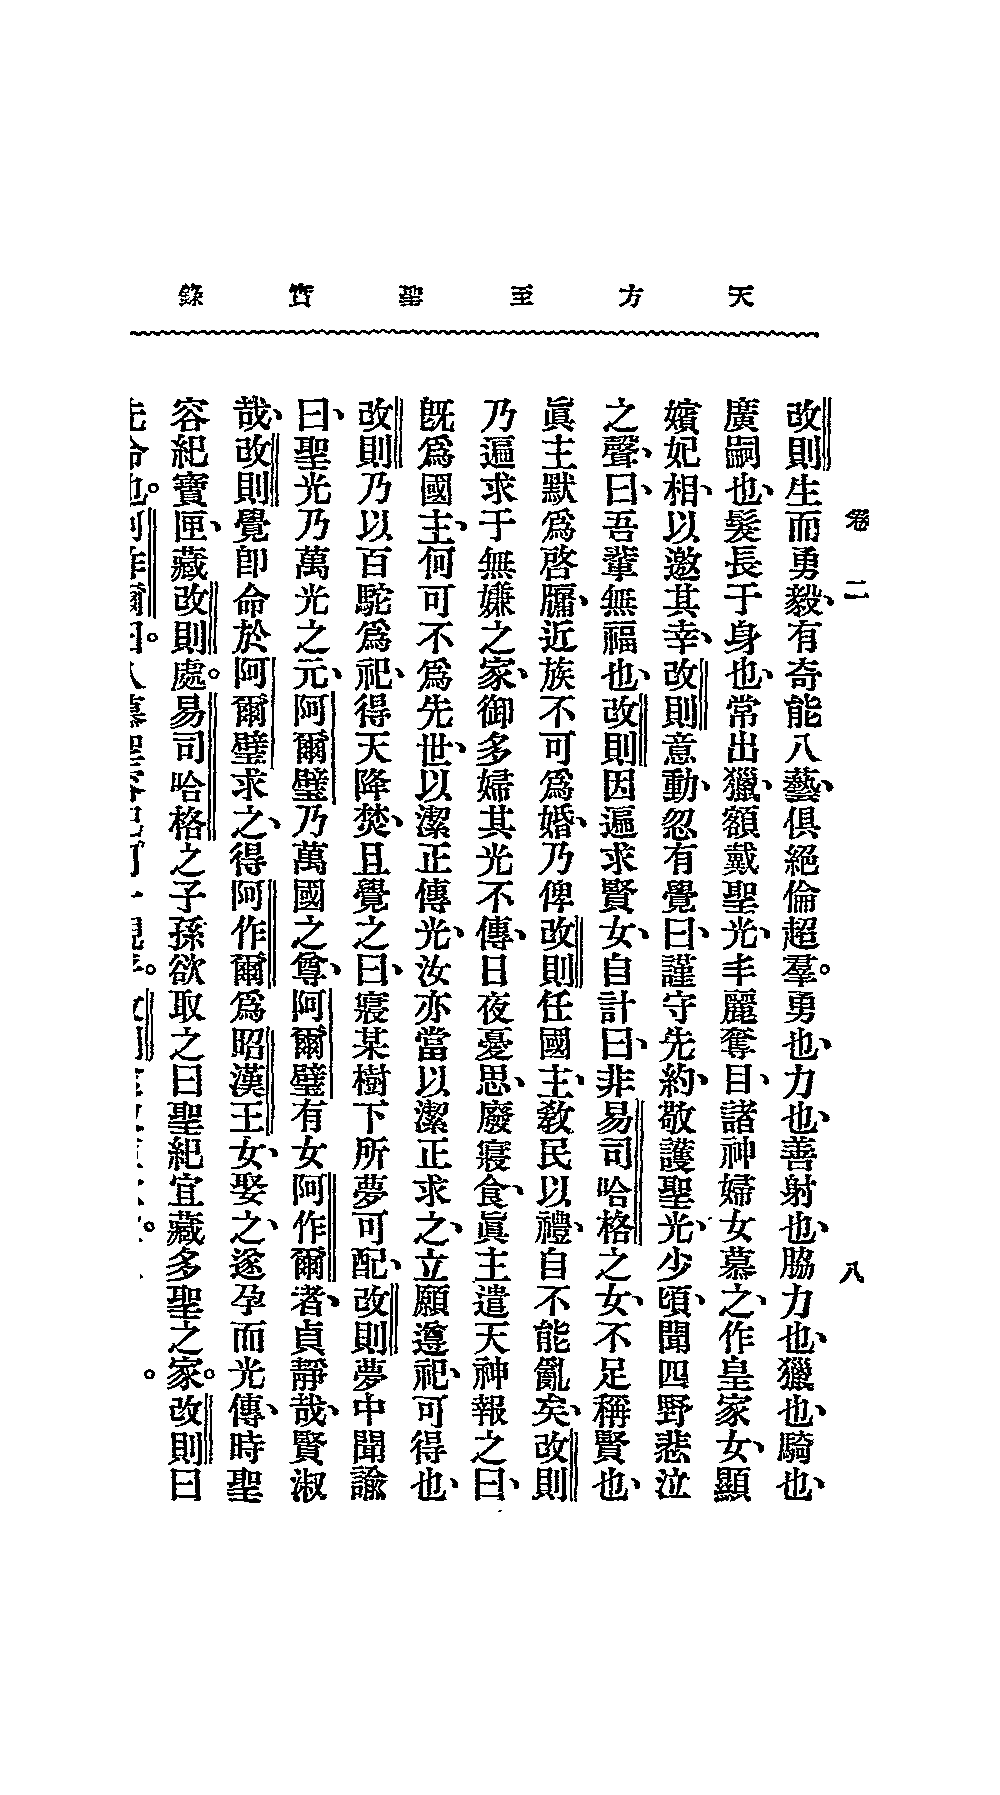 天方至聖實錄
卷二
八
改則生而勇毅、有奇能八藝、俱絕倫超羣。勇也、力也、善射也、脇力也、獵也、騎也、
廣嗣也、髮長于身也、常出獵、額戴聖光、丰麗奪目、諸神婦女慕之、作皇家女、顯
嬪妃相、以邀其幸、改則意動、忽有覺曰、謹守先約、敬護聖光、少頃、聞四野悲泣
之聲、曰、吾輩無福也、改則因遍求賢女、自計曰、非易司哈格之女、不足稱賢也、
眞主默爲啓牖、近族不可爲婚、乃俾改則任國主、敎民以禮、自不能亂矣、改則
乃遍求于無嫌之家、御多婦其光不傳、日夜憂思、廢寢食、眞主遣天神報之曰、
旣爲國主、何可不爲先世、以潔正傳光、汝亦當以潔正求之、立願遵祀、可得也、
改則乃以百駝爲祀、得天降焚、且覺之曰、寢某樹下所夢可配、改則夢中聞諭
曰、聖光乃萬光之元、阿爾璧乃萬國之尊、阿爾璧有女阿作爾者、貞靜哉、賢淑
哉、改則覺卽命於阿爾璧求之、得阿作爾爲昭漢王女、娶之、遂孕而光傳、時聖
容紀寶匣、藏改則處。易司哈格之子孫欲取之曰聖紀宜藏多聖之家。改則曰